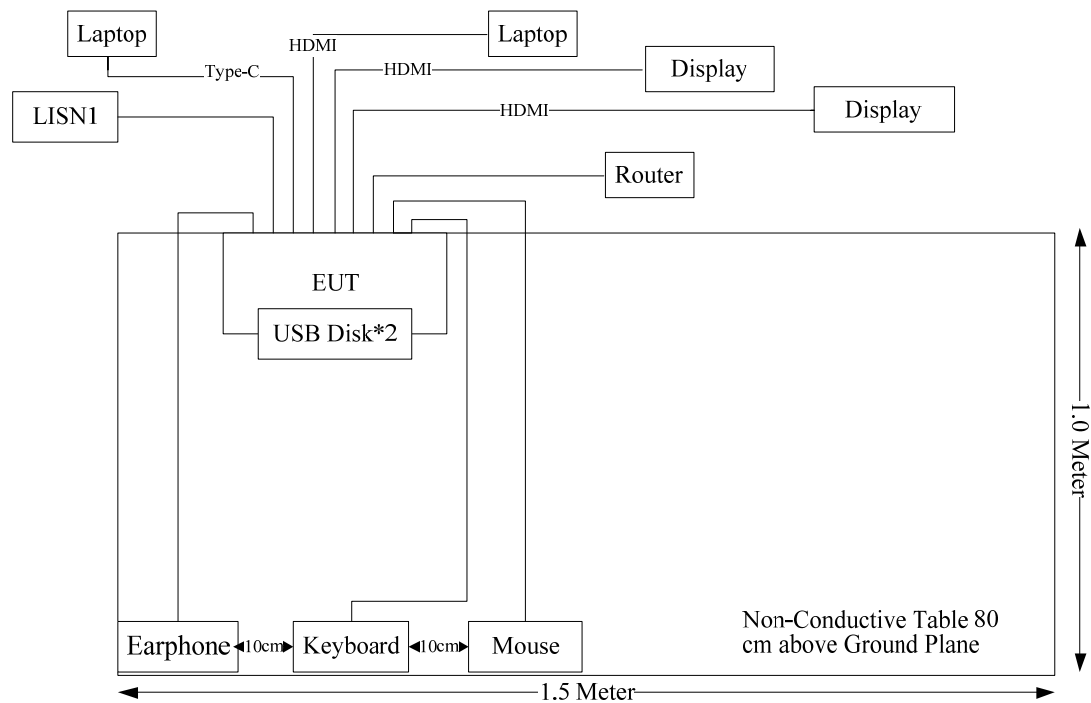 Laptop
HDMI
Laptop
Type-C
HDMI
Display
LISN1
HDMI
Display
Router
EUT
USB Disk*2
1.0 Meter
Non-Conductive Table 80
cm above Ground Plane
Earphone
10cm
Keyboard
10cm
Mouse
1.5 Meter